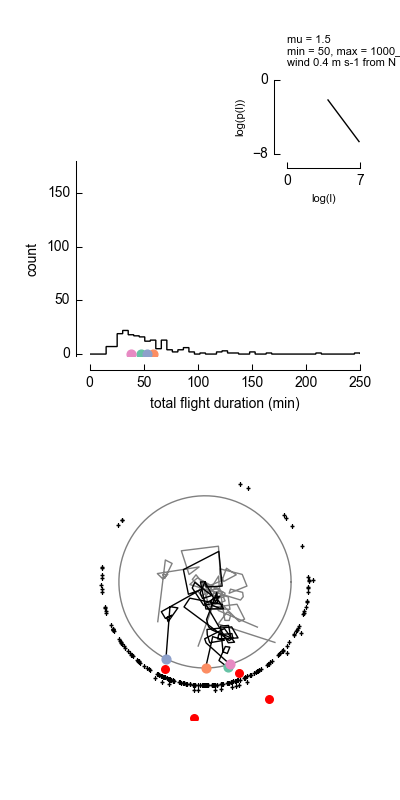 mu = 1.5
min = 50, max = 1000_
wind 0.4 m s-1 from N
0
log(p(l))
−8
0
7
log(l)
150
100
count
50
0
0
50
100
150
200
250
total flight duration (min)